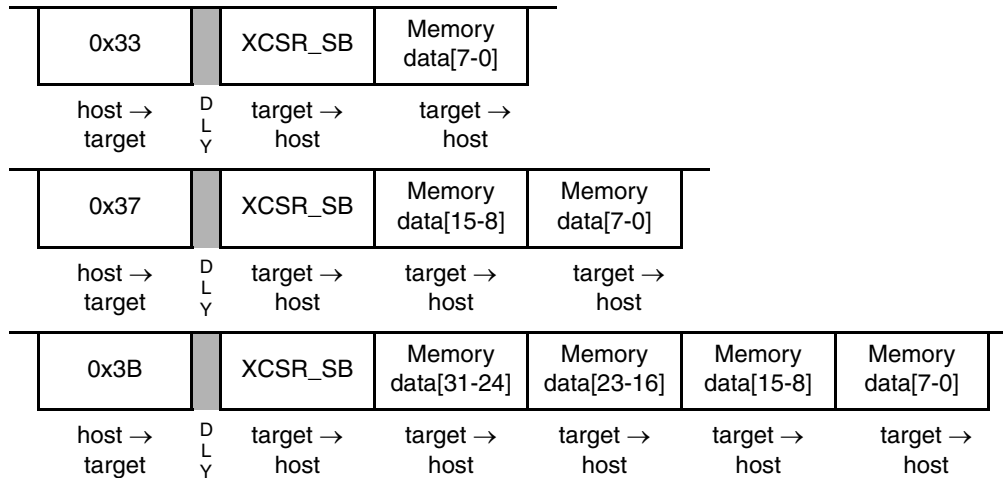 0x33 XCSR_SB Memory data[7-0]
host → target D L Y target → host target → host
0x37 XCSR_SB Memory data[15-8] Memory data[7-0]
host → target D L Y target → host target → host target → host
0x3B XCSR_SB Memory data[31-24] Memory data[23-16] Memory data[15-8] Memory data[7-0]
host → target D L Y target → host target → host target → host target → host target → host